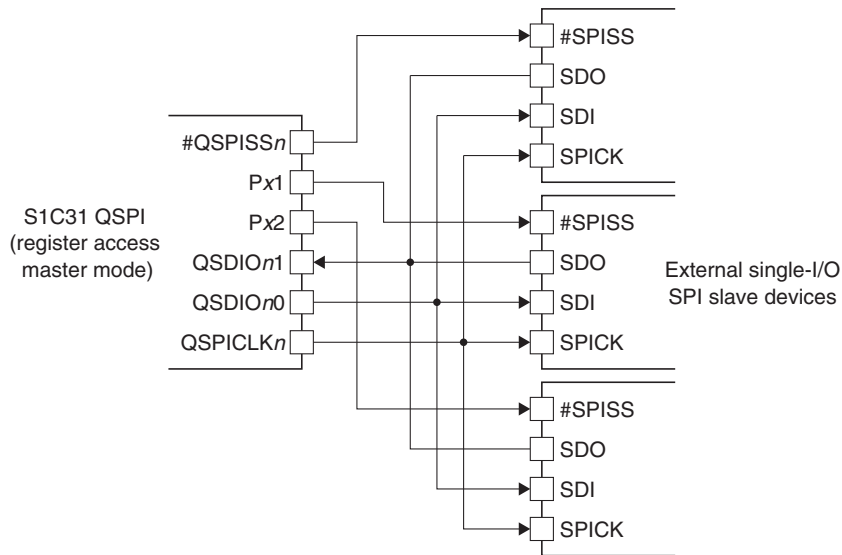 S1C31 QSPI
(register access
master mode)
#QSPISSn
Px1
Px2
QSDIOn1
QSDIOn0
QSPICLKn
#SPISS
SDO
SDI
SPICK
#SPISS
SDO
SDI
SPICK
#SPISS
SDO
SDI
SPICK
External single-I/O
SPI slave devices